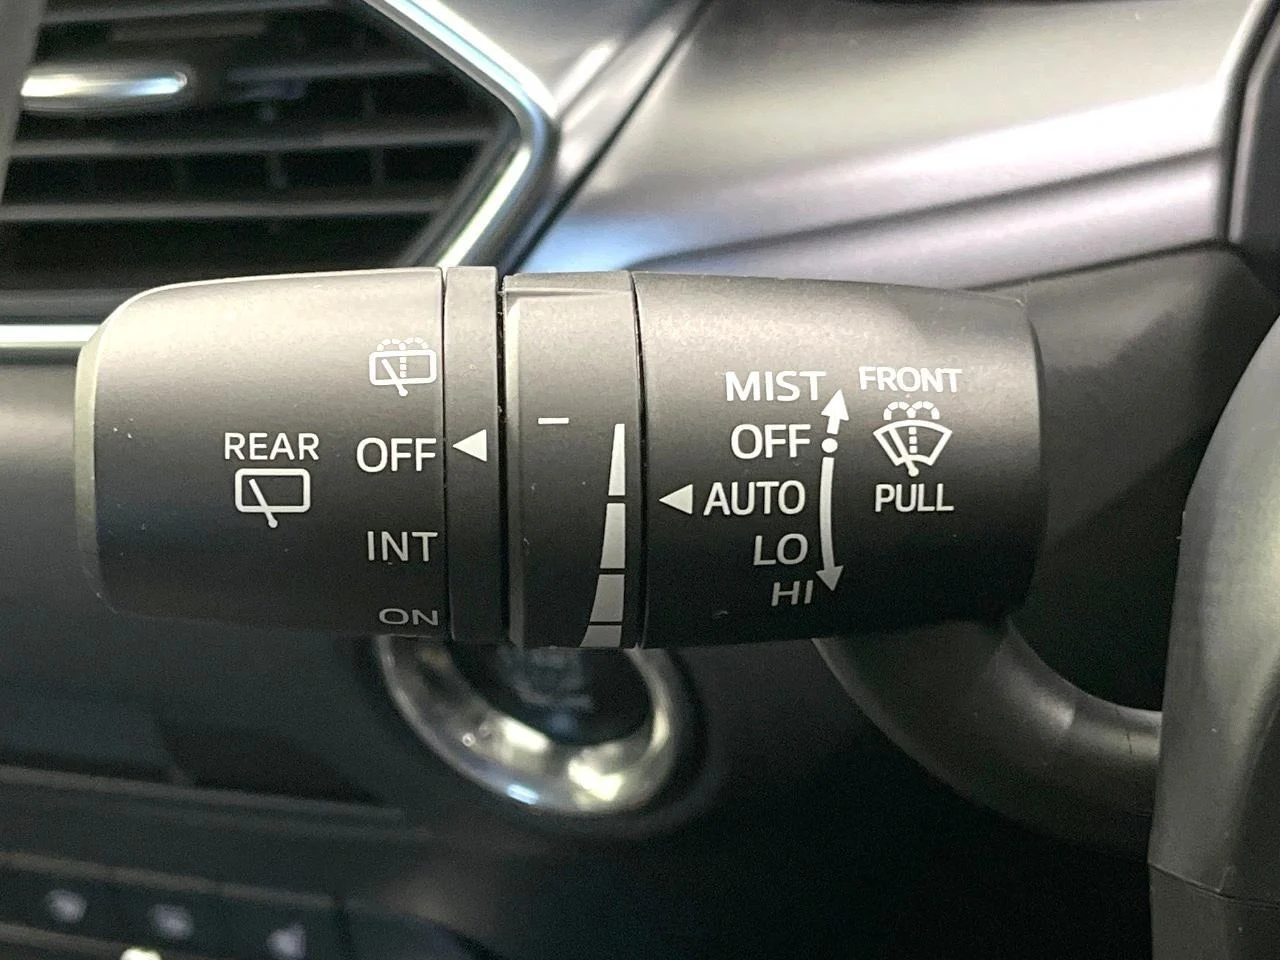 REAR
OFF
INT
ON
MIST
OFF
AUTO
LO
HI
FRONT
PULL